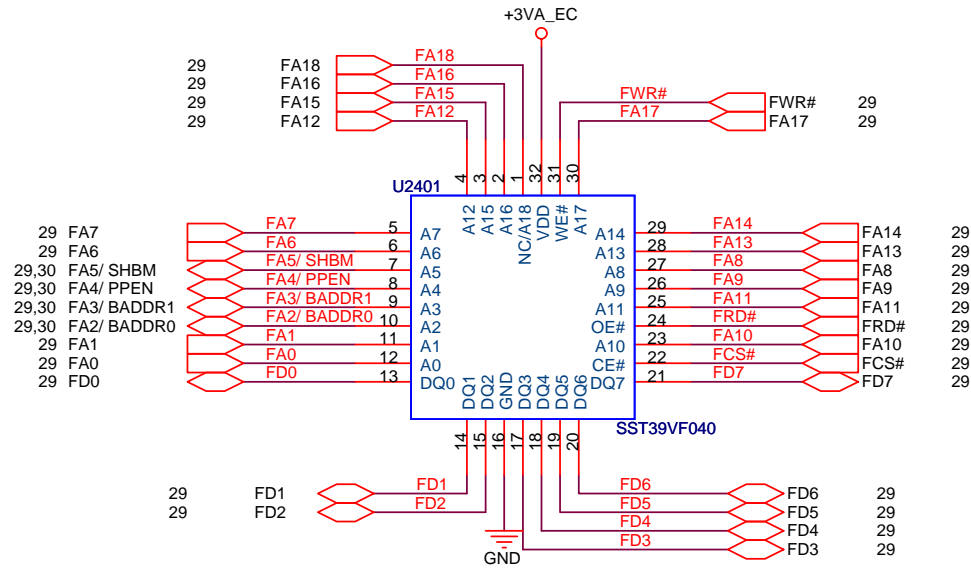 +3VA_EC
29 FA18 FA18
29 FA16 FA16
29 FA15 FA15 FWR# FWR# 29
29 FA12 FA12 FA17 FA17 29
4 3 2 1 32 31 30
U2401
A12 A15 A16 NC/A18 VDD WE# A17
29 FA7 FA7 5 A7 A14 29 FA14 FA14 29
29 FA6 FA6 6 A6 A13 28 FA13 FA13 29
29,30 FA5/ SHBM FA5/ SHBM 7 A5 A8 27 FA8 FA8 29
29,30 FA4/ PPEN FA4/ PPEN 8 A4 A9 26 FA9 FA9 29
29,30 FA3/ BADDR1 FA3/ BADDR1 9 A3 A11 25 FA11 FA11 29
29,30 FA2/ BADDR0 FA2/ BADDR0 10 A2 OE# 24 FRD# FRD# 29
29 FA1 FA1 11 A1 A10 23 FA10 FA10 29
29 FA0 FA0 12 A0 CE# 22 FCS# FCS# 29
29 FD0 FD0 13 DQ0 DQ7 21 FD7 FD7 29
DQ1 DQ2 GND DQ3 DQ4 DQ5 DQ6
SST39VF040
14 15 16 17 18 19 20
29 FD1 FD1 FD6 FD6 29
29 FD2 FD2 FD5 FD5 29
FD4 FD4 29
FD3 FD3 29
GND